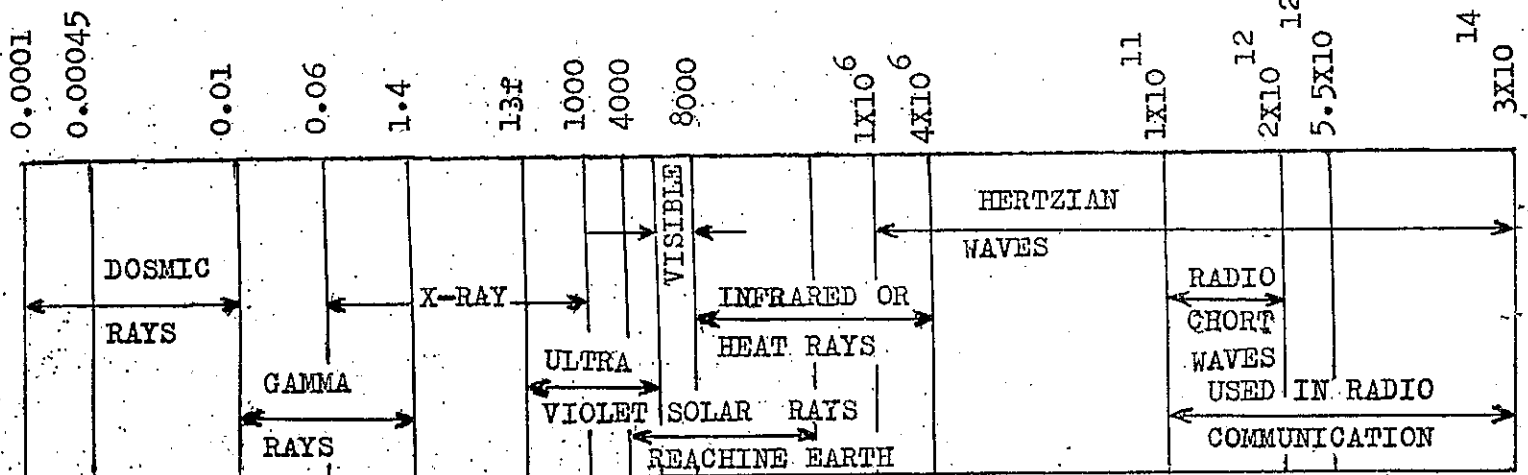 0.0001
0.00045
0.01
0.06
1.4
13f
1000
4000
8000
1X10^6
4X10^6
1X10^11
2X10^12
5.5X10^12
3X10^14
DOSMIC
RAYS
GAMMA
RAYS
X-RAY
ULTRA
VIOLET
VISIBLE
SOLAR RAYS
REACHINE EARTH
INFRARED OR
HEAT RAYS
HERTZIAN
WAVES
RADIO
CHORT
WAVES
USED IN RADIO
COMMUNICATION